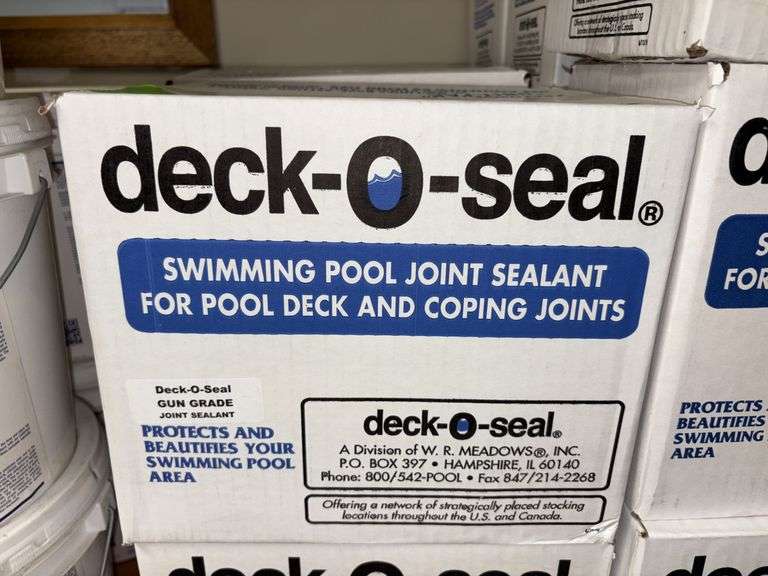 deck-O-seal®
SWIMMING POOL JOINT SEALANT
FOR POOL DECK AND COPING JOINTS
Deck-O-Seal
GUN GRADE
JOINT SEALANT
PROTECTS AND
BEAUTIFIES YOUR
SWIMMING POOL
AREA
deck-O-seal®
A Division of W. R. MEADOWS®, INC.
P.O. BOX 397 • HAMPSHIRE, IL 60140
Phone: 800/542-POOL • Fax 847/214-2268
Offering a network of strategically placed stocking
locations throughout the U.S. and Canada.
FOR
PROTECTS
BEAUTIFIES
SWIMMING
AREA
deck-O-seal